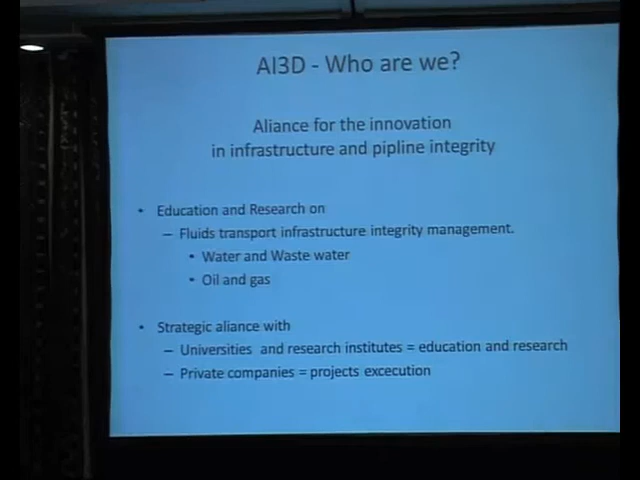 AI3D - Who are we?
Aliance for the innovation
in infrastructure and pipline integrity
• Education and Research on
– Fluids transport infrastructure integrity management.
• Water and Waste water
• Oil and gas
• Strategic aliance with
– Universities and research institutes = education and research
– Private companies = projects excecution